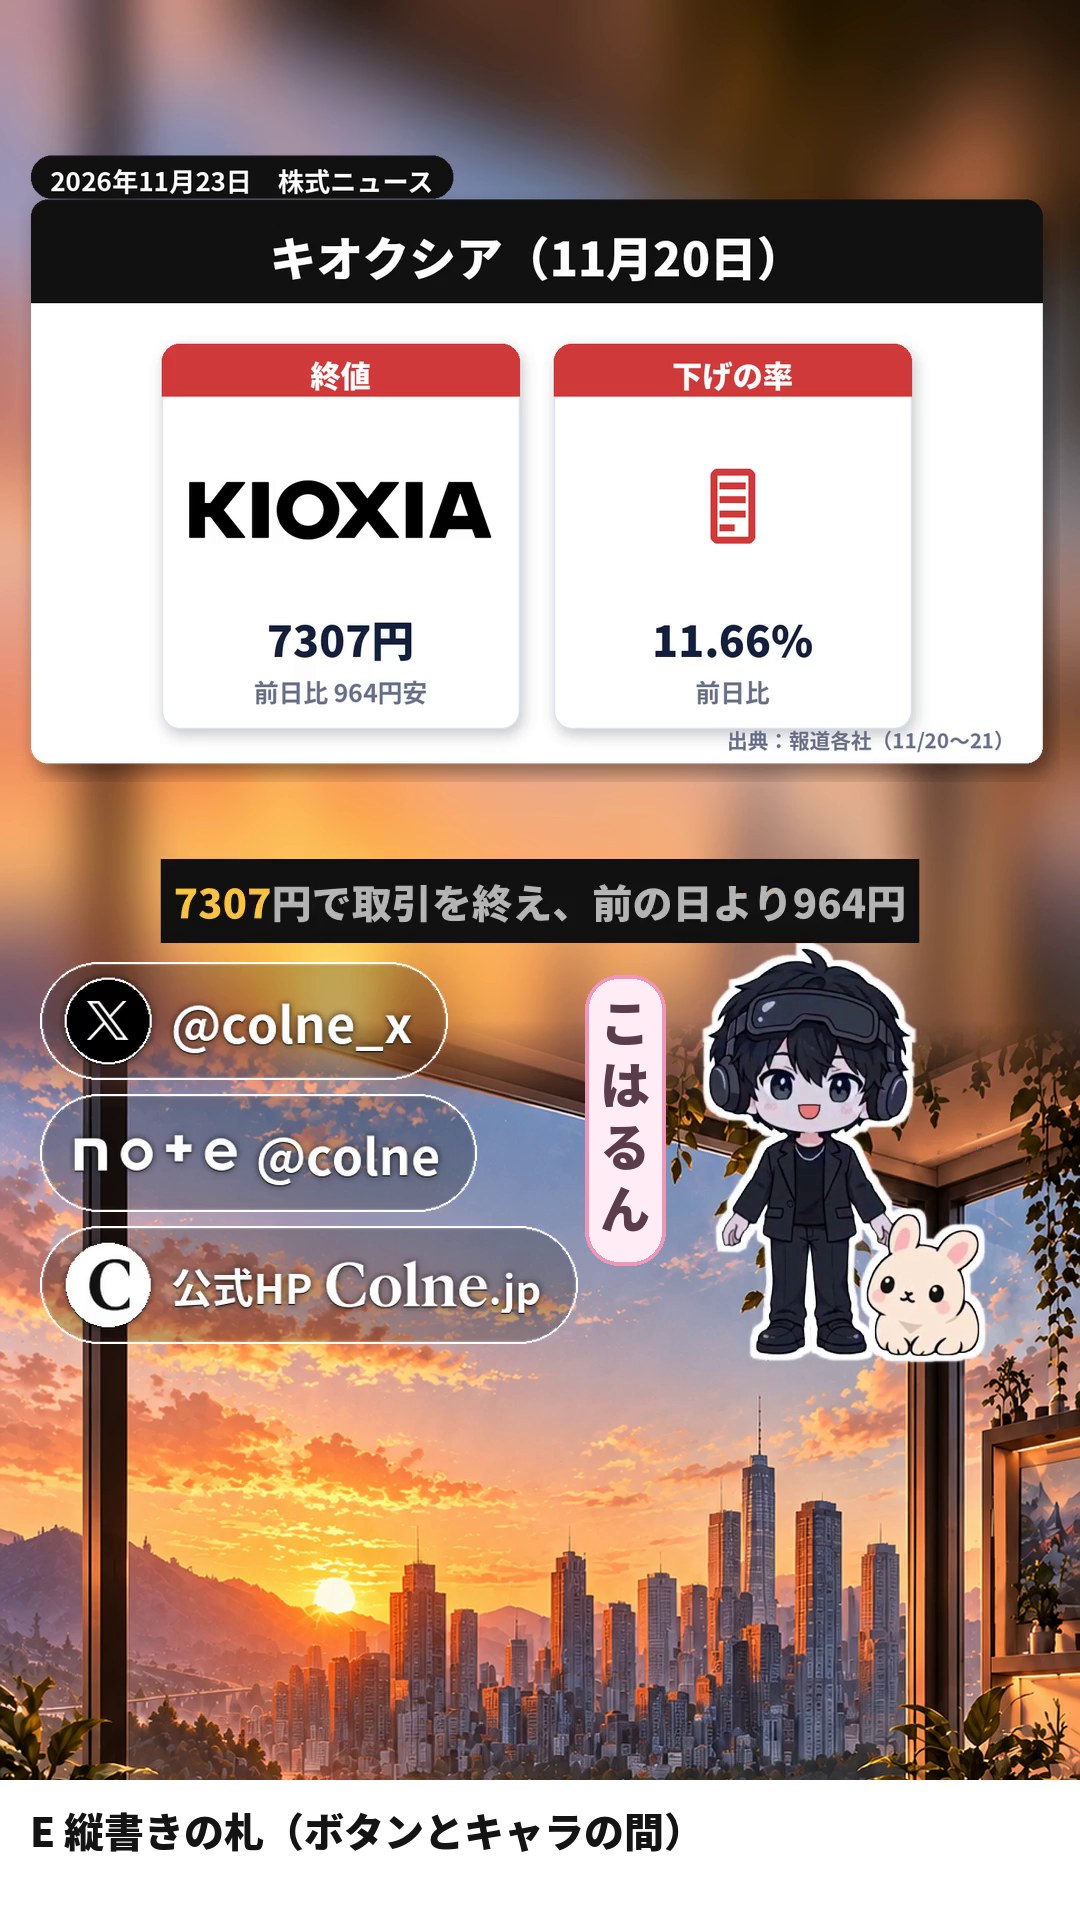 2026年11月23日　株式ニュース
キオクシア（11月20日）
終値
KIOXIA
7307円
前日比 964円安
下げの率
11.66%
前日比
出典：報道各社（11/20〜21）
7307円で取引を終え、前の日より964円
X @colne_x
note @colne
C 公式HP Colne.jp
こはるん
E 縦書きの札（ボタンとキャラの間）